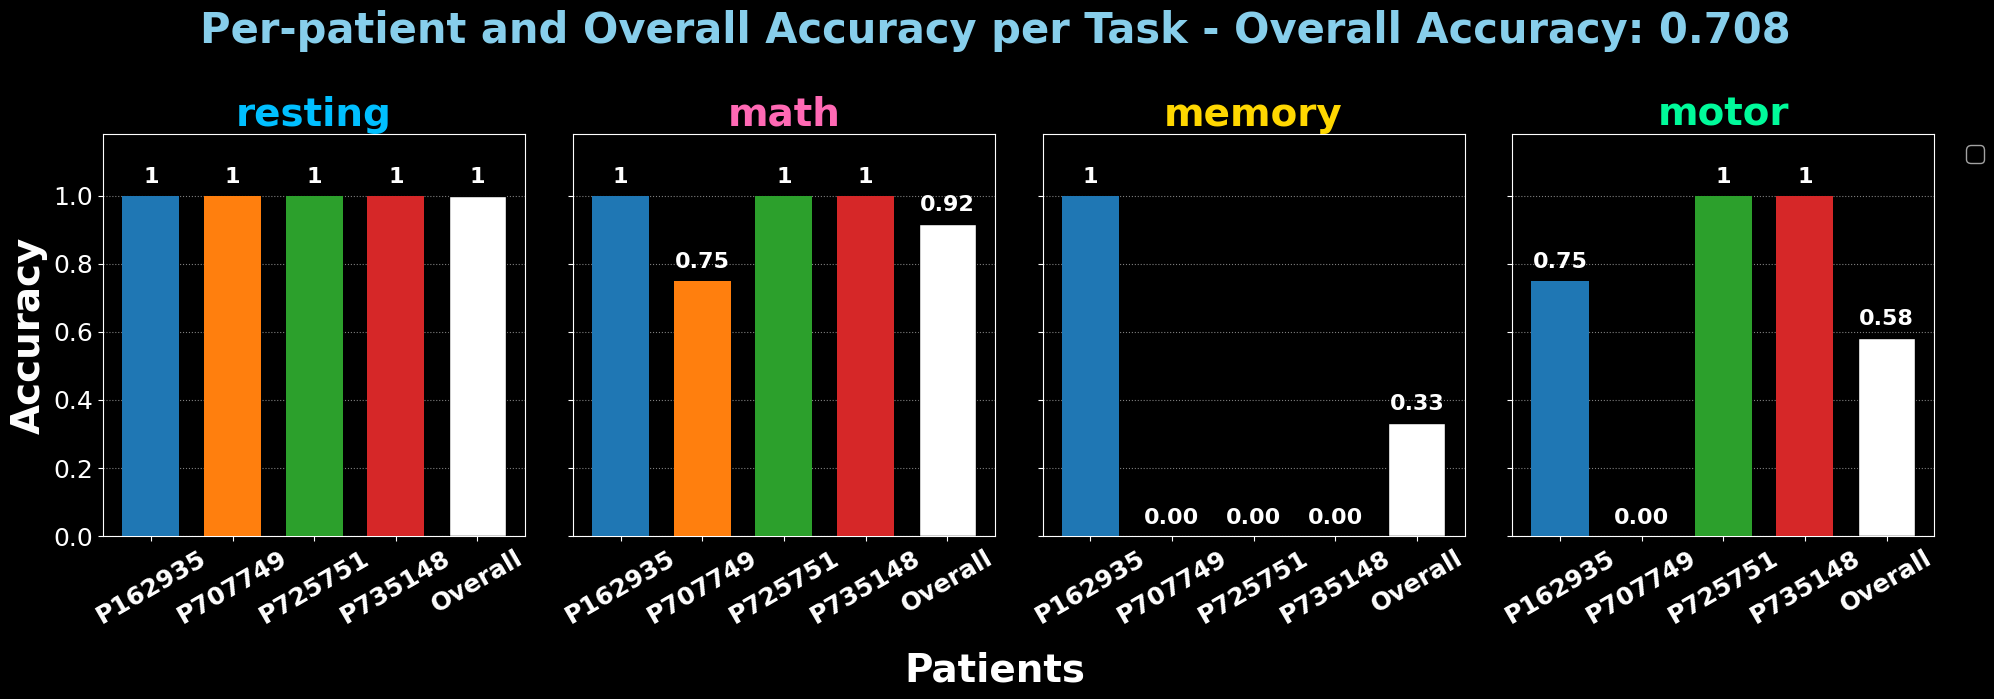 Per-patient and Overall Accuracy per Task - Overall Accuracy: 0.708
resting
math
memory
motor
Accuracy
1.0
0.8
0.6
0.4
0.2
0.0
1 1 1 1 1
1 0.75 1 1 0.92
1 0.00 0.00 0.00 0.33
0.75 0.00 1 1 0.58
P162935 P707749 P725751 P735148 Overall
P162935 P707749 P725751 P735148 Overall
P162935 P707749 P725751 P735148 Overall
P162935 P707749 P725751 P735148 Overall
Patients